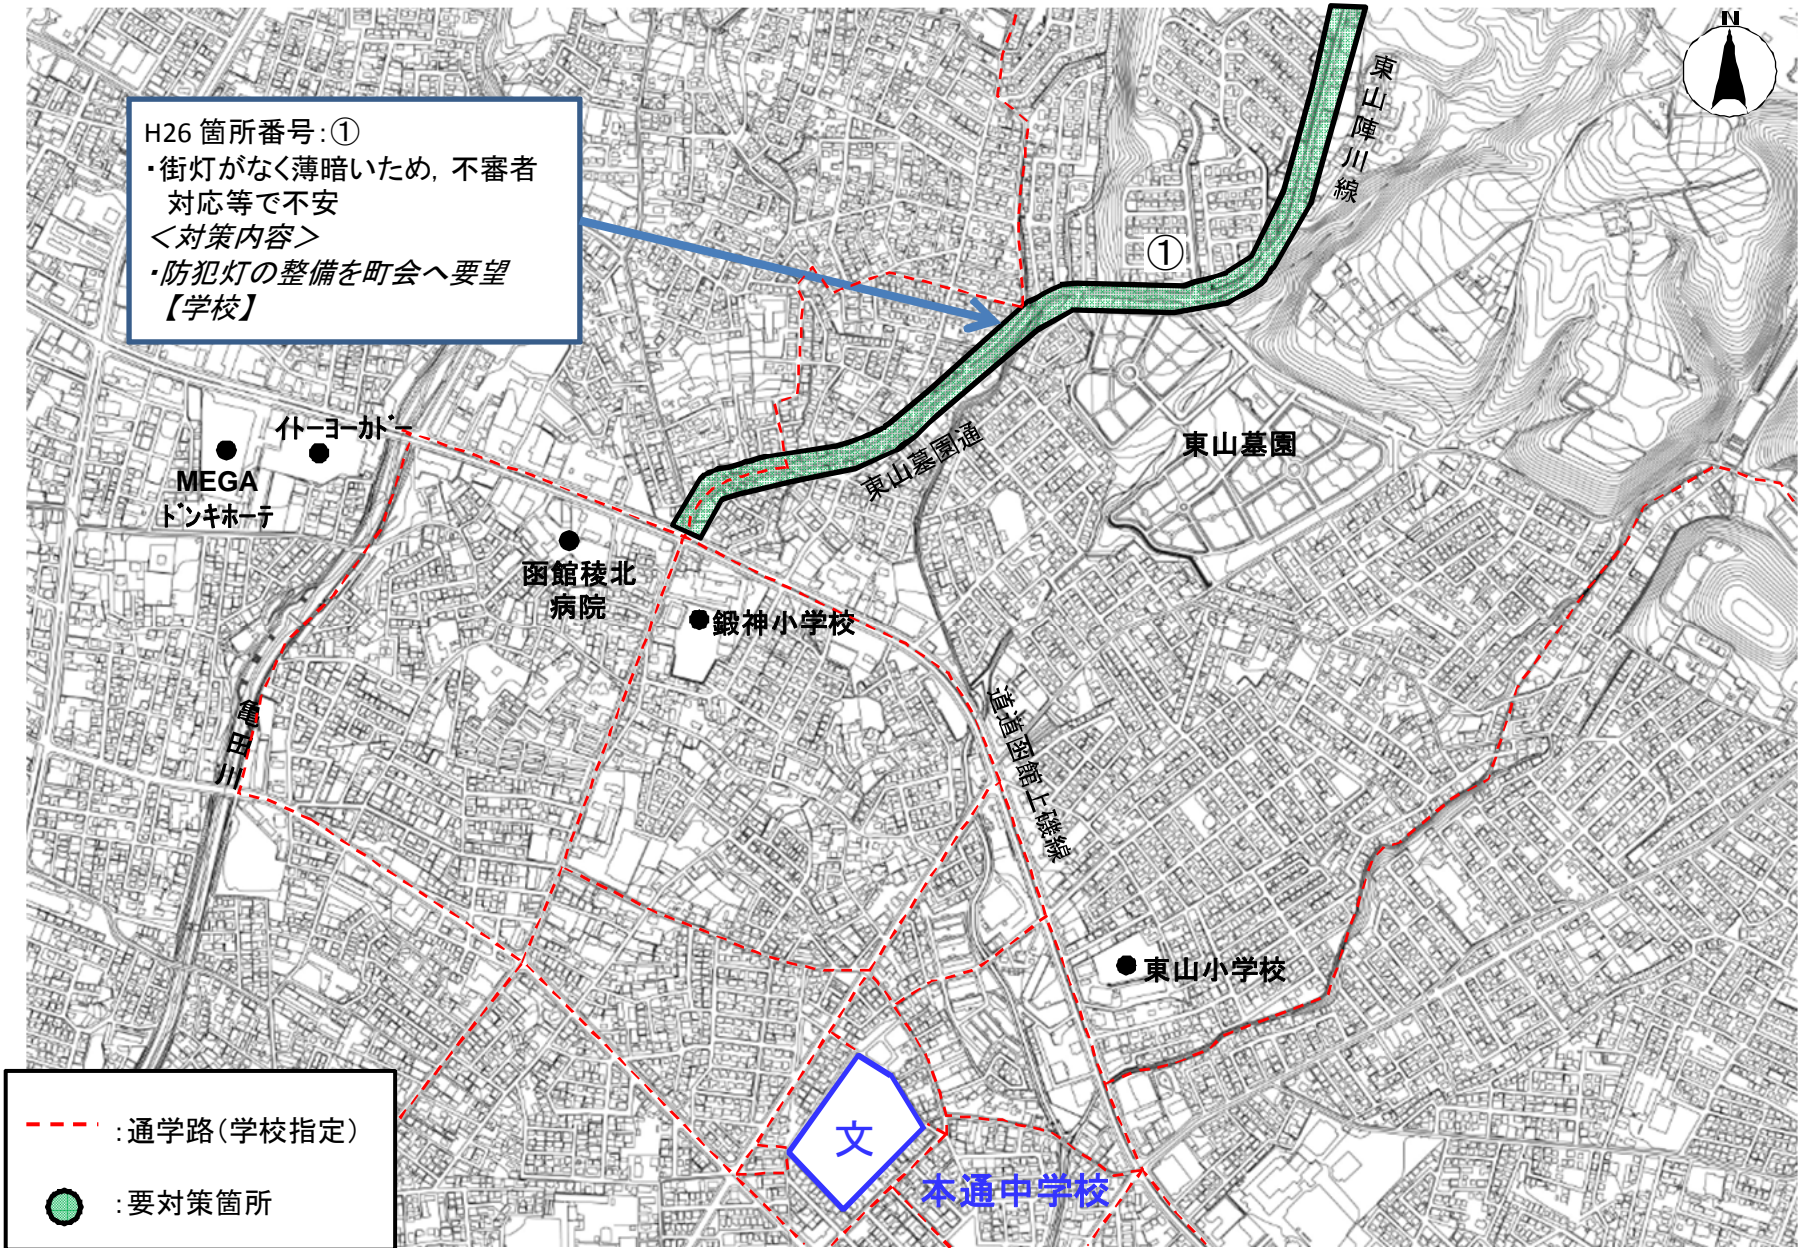 N
H26 箇所番号:①
・街灯がなく薄暗いため，不審者
対応等で不安
＜対策内容＞
・防犯灯の整備を町会へ要望
【学校】
東山陣川線
①
ｲﾄｰﾖｰｶﾄﾞｰ
MEGA
ﾄﾞﾝｷﾎｰﾃ
東山墓園通
東山墓園
函館稜北
病院
鍛神小学校
亀田川
道道函館上磯線
東山小学校
文
本通中学校
:通学路(学校指定)
:要対策箇所